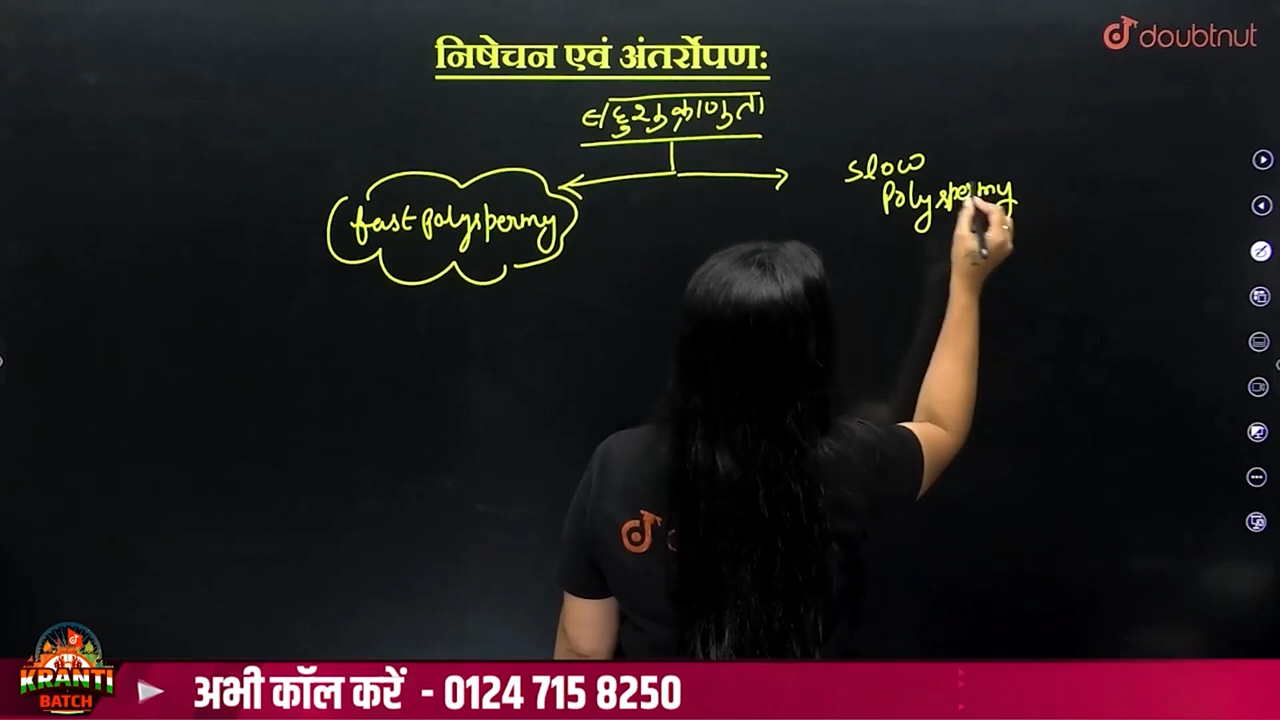 doubtnut
निषेचन एवं अंतर्रोपण:
बहुशुक्राणुता
fast polyspermy
slow
Polyspermy
KRANTI
BATCH
अभी कॉल करें - 0124 715 8250